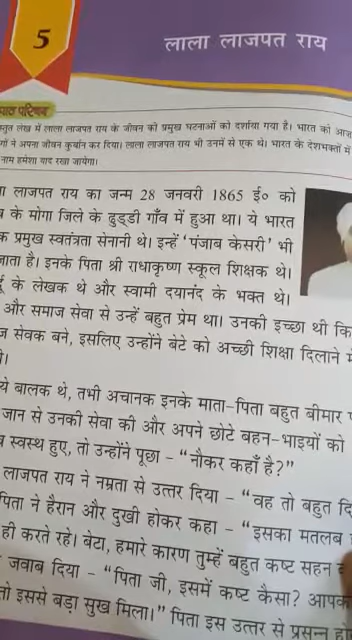 5
लाला लाजपत राय
पाठ परिचय
लेख में लाला लाजपत राय के जीवन की प्रमुख घटनाओं को दर्शाया गया है। भारत को
ने अपना जीवन कुर्बान कर दिया। लाला लाजपत राय भी उनमें से एक थे। भारत के देशभक्तों में
नाम हमेशा याद रखा जायेगा।
लाजपत राय का जन्म 28 जनवरी 1865 ई० को
के मोगा जिले के ढुड्डी गाँव में हुआ था। ये भारत
प्रमुख स्वतंत्रता सेनानी थे। इन्हें ‘पंजाब केसरी’ भी
जाता है। इनके पिता श्री राधाकृष्ण स्कूल शिक्षक थे।
के लेखक थे और स्वामी दयानंद के भक्त थे।
और समाज सेवा से उन्हें बहुत प्रेम था। उनकी इच्छा थी कि
सेवक बने, इसलिए उन्होंने बेटे को अच्छी शिक्षा दिलाने
ये बालक थे, तभी अचानक इनके माता-पिता बहुत बीमार
जान से उनकी सेवा की और अपने छोटे बहन-भाइयों को
स्वस्थ हुए, तो उन्होंने पूछा - “नौकर कहाँ है?”
लाजपत राय ने नम्रता से उत्तर दिया - “वह तो बहुत
पिता ने हैरान और दुखी होकर कहा - “इसका मतलब
ही करते रहे। बेटा, हमारे कारण तुम्हें बहुत कष्ट सहन
जवाब दिया - “पिता जी, इसमें कष्ट कैसा?
तो इससे बड़ा सुख मिला।” पिता इस उत्तर से प्रसन्न